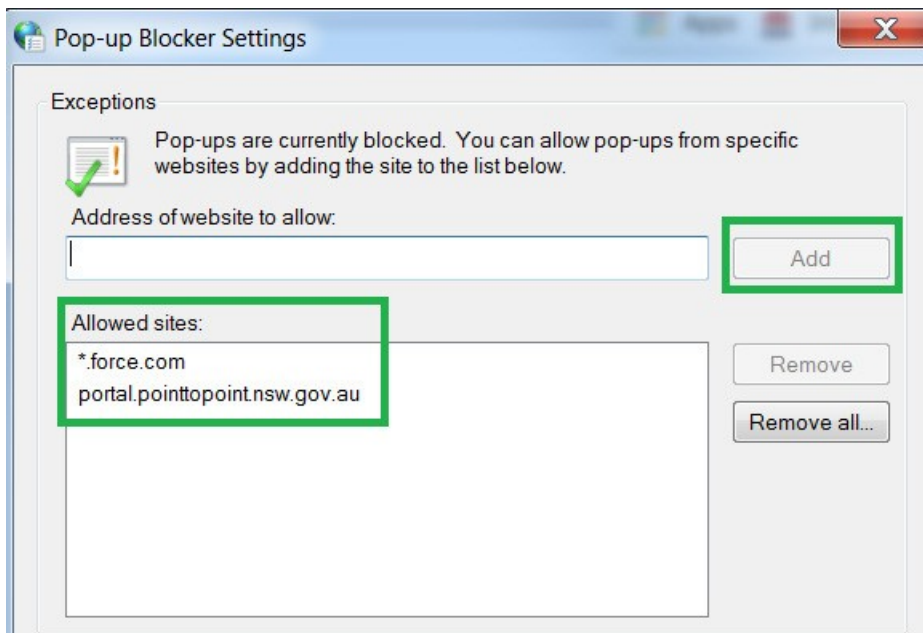 Pop-up Blocker Settings
Apps
X
Exceptions
Pop-ups are currently blocked. You can allow pop-ups from specific
websites by adding the site to the list below.
Address of website to allow:
Add
Allowed sites:
*.force.com
portal.pointtopoint.nsw.gov.au
Remove
Remove all...